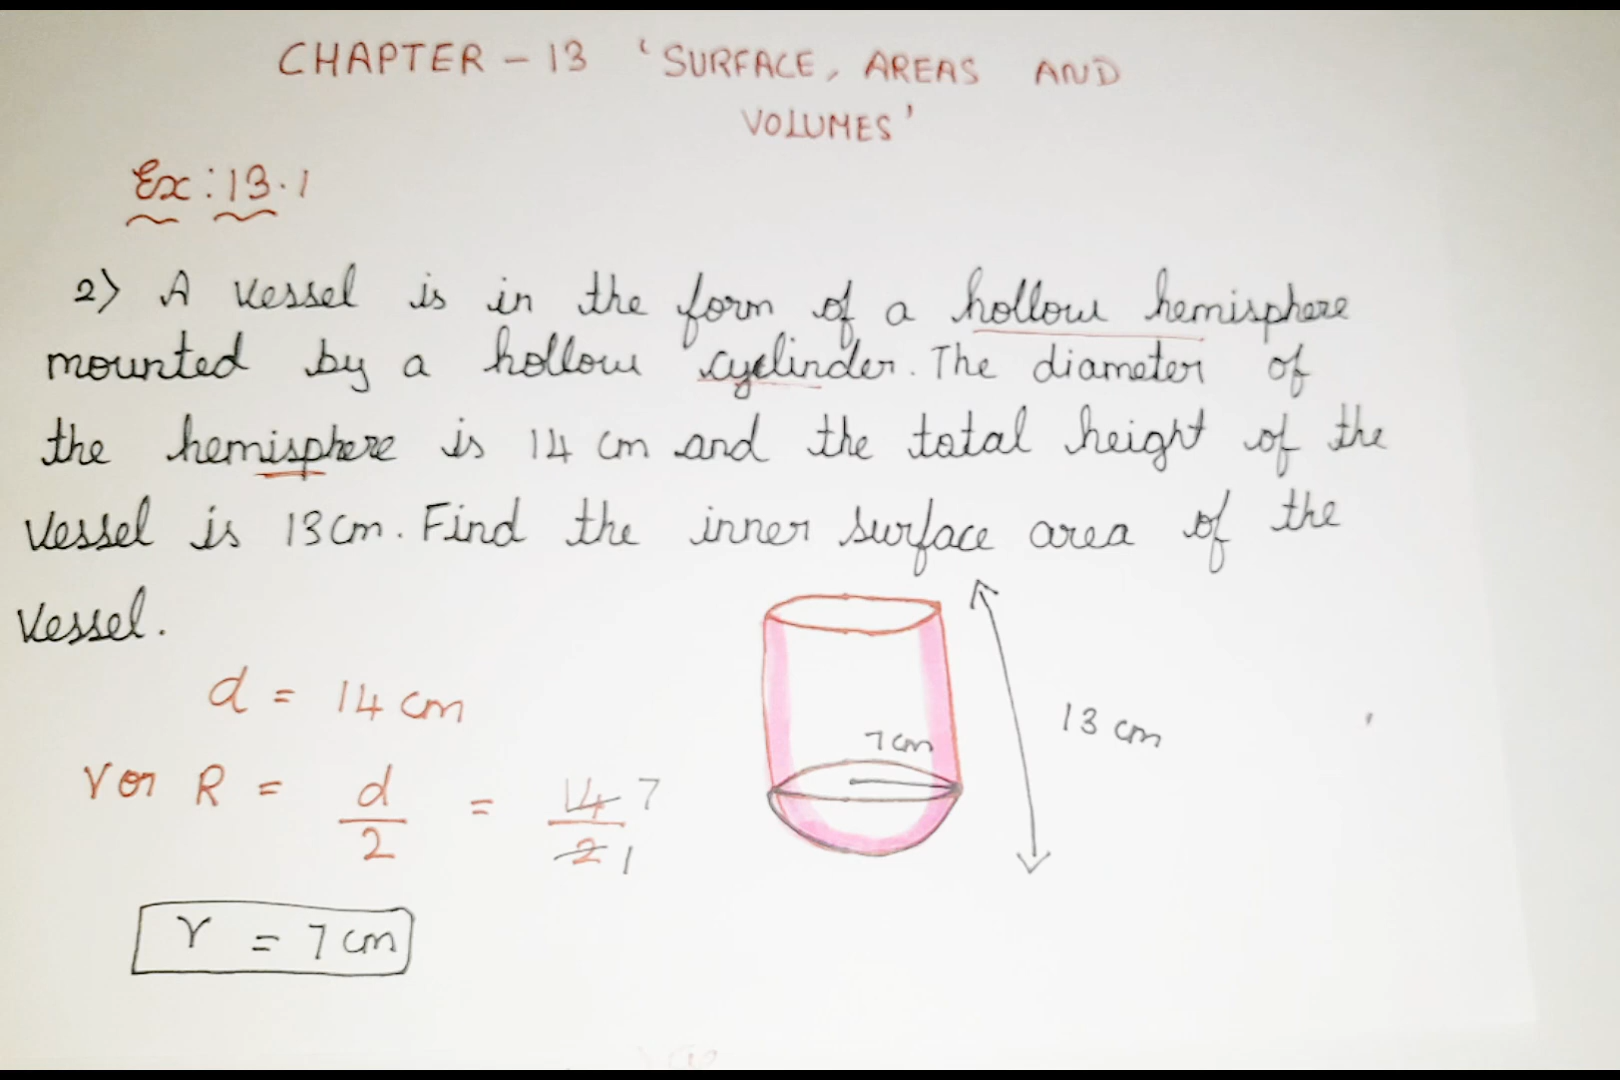 CHAPTER - 13 'SURFACE, AREAS AND
VOLUMES'
Ex : 13.1
2) A vessel is in the form of a hollow hemisphere
mounted by a hollow cyclinder. The diameter of
the hemisphere is 14 cm and the total height of the
vessel is 13cm. Find the inner surface area of the
vessel.
d = 14 cm
r or R = d/2 = 14/2 7 1
r = 7 cm
7cm
13 cm